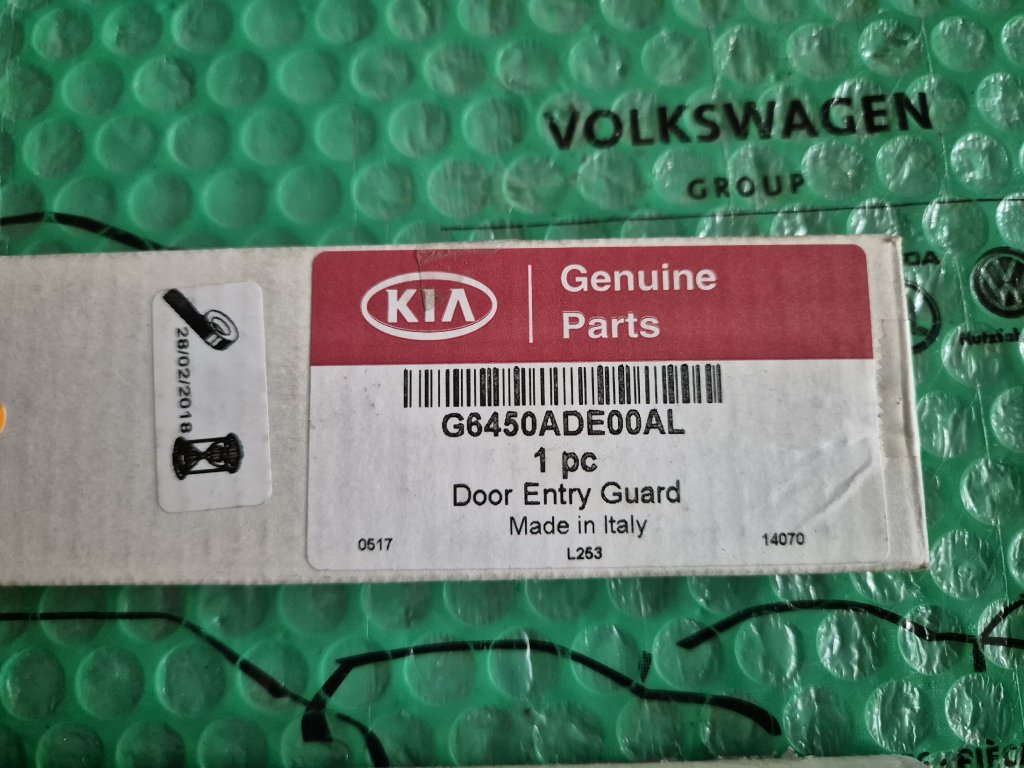 VOLKSWAGEN
GROUP
KIA
Genuine
Parts
G6450ADE00AL
1 pc
Door Entry Guard
Made in Italy
0517
L253
14070
28/02/2018